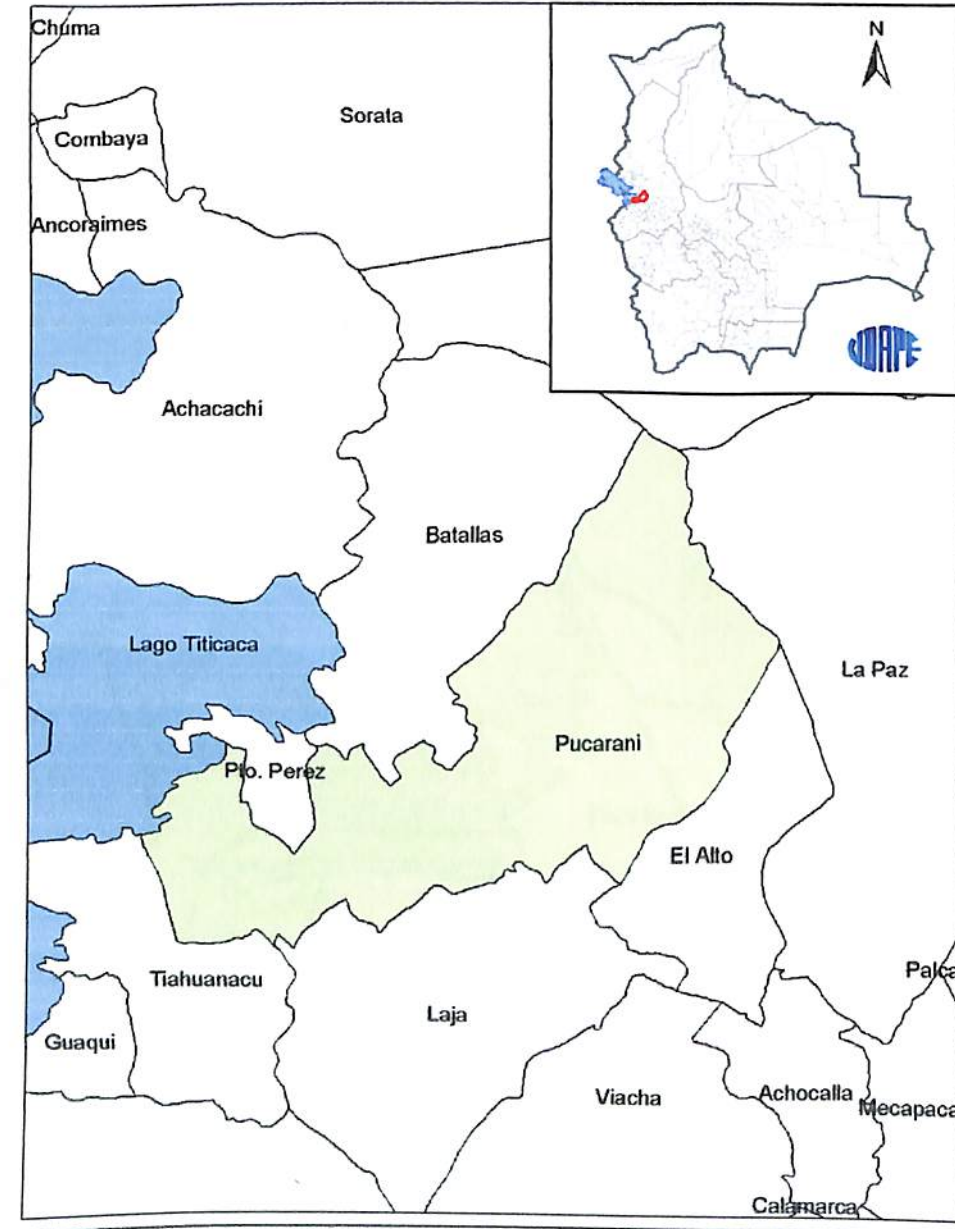 Chuma
N
Sorata
Combaya
Ancoraimes
UDAPE
Achacachi
Batallas
Lago Titicaca
La Paz
Pucarani
Pto. Perez
El Alto
Palca
Tiahuanacu
Laja
Guaqui
Viacha
Achocalla
Mecapaca
Calamarca